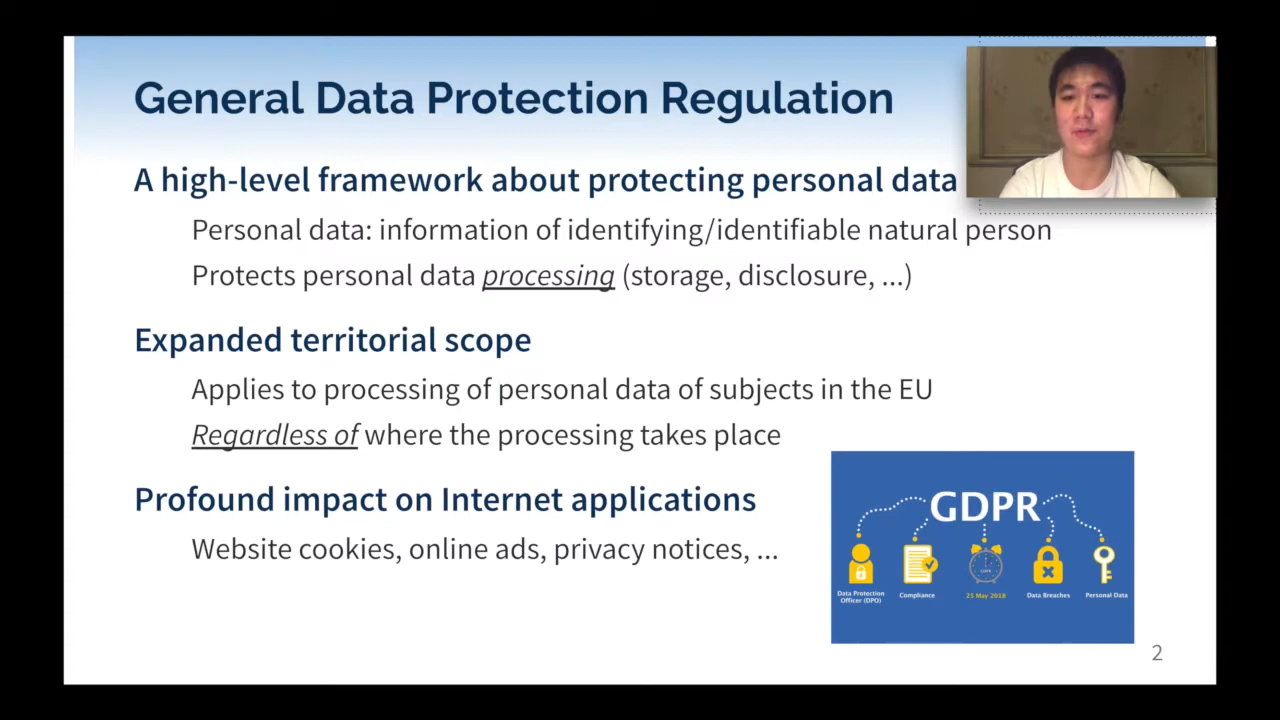 General Data Protection Regulation
A high-level framework about protecting personal data
Personal data: information of identifying/identifiable natural person
Protects personal data processing (storage, disclosure, ...)
Expanded territorial scope
Applies to processing of personal data of subjects in the EU
Regardless of where the processing takes place
Profound impact on Internet applications
Website cookies, online ads, privacy notices, ...
GDPR
Data Protection
Officer (DPO)
Compliance
25 May 2018
Data Breaches
Personal Data
2